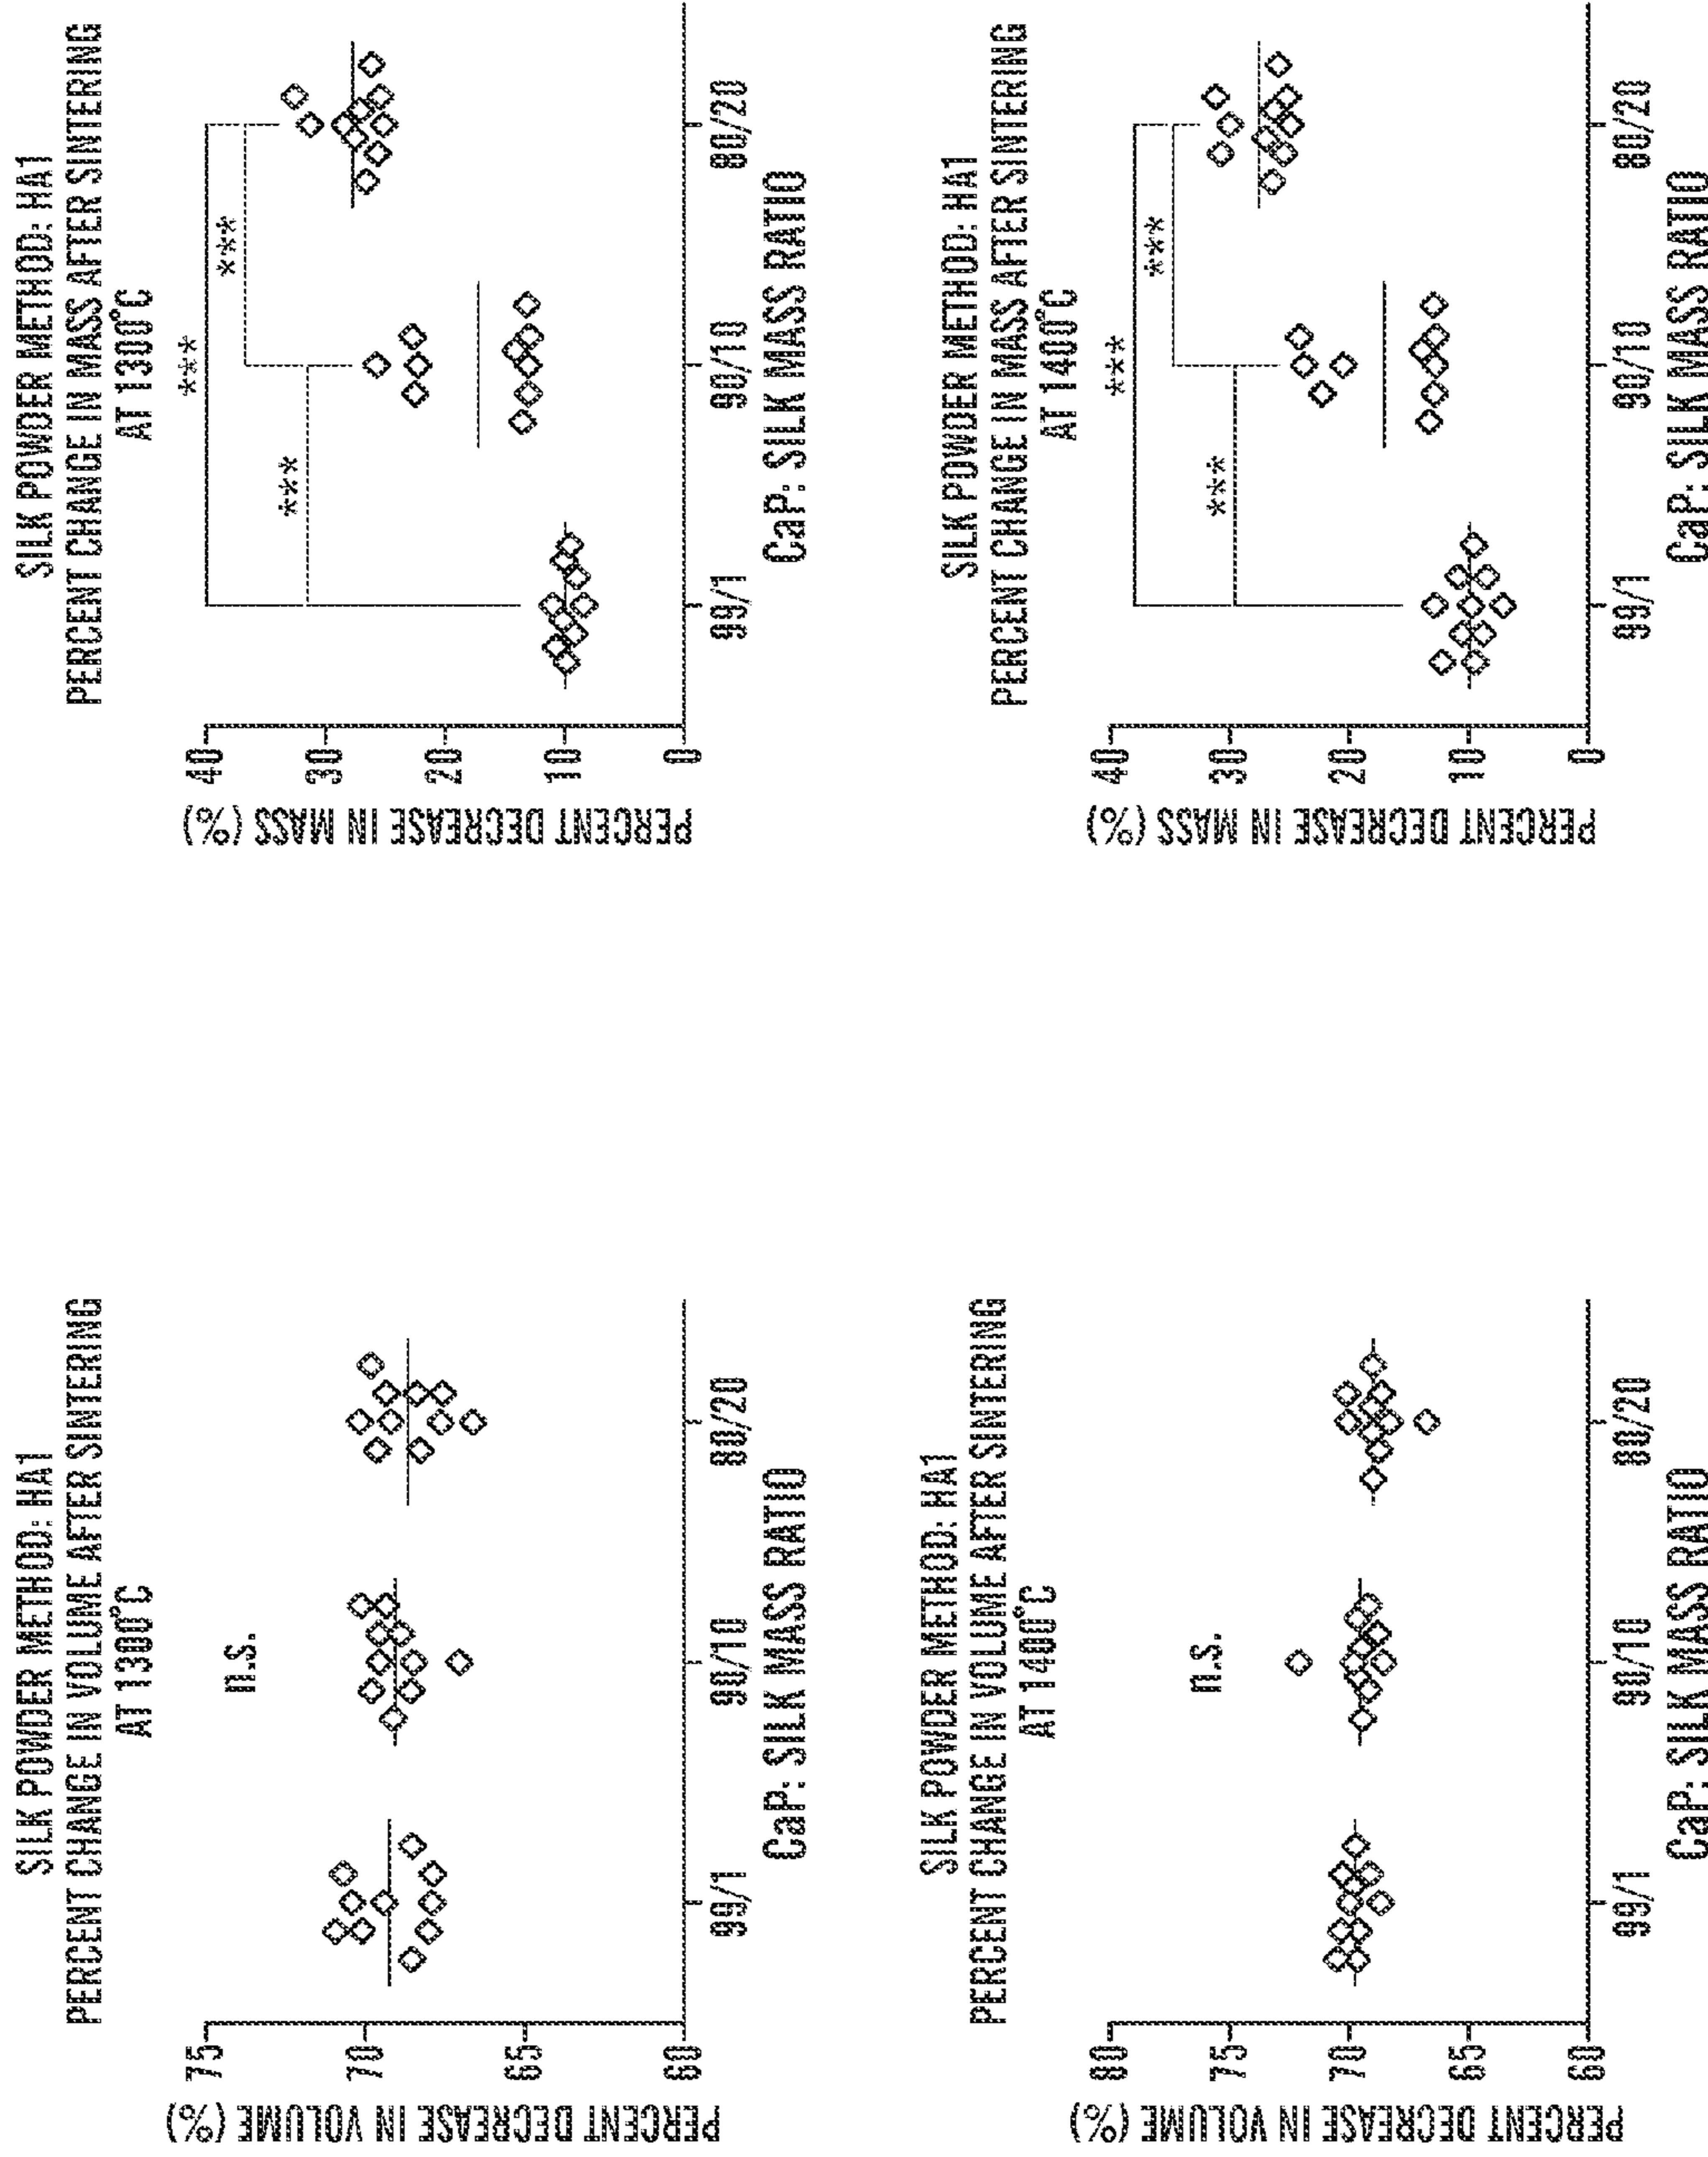 SILK POWDER METHOD: HA1
PERCENT CHANGE IN VOLUME AFTER SINTERING
AT 1300°C
n.s.
PERCENT DECREASE IN VOLUME (%)
75
70
65
60
99/1
90/10
80/20
CaP: SILK MASS RATIO
SILK POWDER METHOD: HA1
PERCENT CHANGE IN MASS AFTER SINTERING
AT 1300°C
***
***
***
PERCENT DECREASE IN MASS (%)
40
30
20
10
0
99/1
90/10
80/20
CaP: SILK MASS RATIO
SILK POWDER METHOD: HA1
PERCENT CHANGE IN VOLUME AFTER SINTERING
AT 1400°C
n.s.
PERCENT DECREASE IN VOLUME (%)
80
75
70
65
60
99/1
90/10
80/20
CaP: SILK MASS RATIO
SILK POWDER METHOD: HA1
PERCENT CHANGE IN MASS AFTER SINTERING
AT 1400°C
***
***
***
PERCENT DECREASE IN MASS (%)
40
30
20
10
0
99/1
90/10
80/20
CaP: SILK MASS RATIO